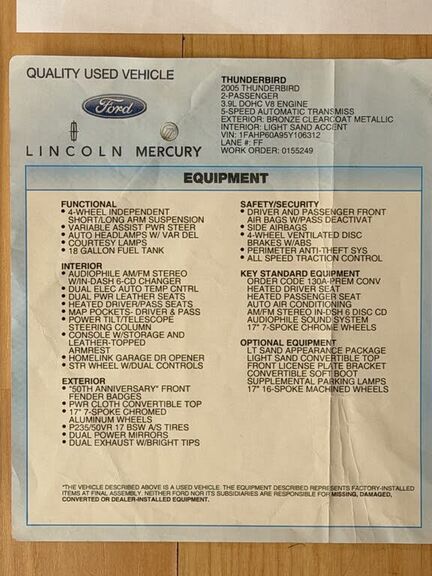 QUALITY USED VEHICLE
Ford
LINCOLN MERCURY
THUNDERBIRD
2005 THUNDERBIRD
2-PASSENGER
3.9L DOHC V8 ENGINE
5-SPEED AUTOMATIC TRANSMISS
EXTERIOR: BRONZE CLEARCOAT METALLIC
INTERIOR: LIGHT SAND ACCENT
VIN: 1FAHP60A95Y106312
LANE #: FF
WORK ORDER: 0155249
EQUIPMENT
FUNCTIONAL
• 4-WHEEL INDEPENDENT
SHORT/LONG ARM SUSPENSION
• VARIABLE ASSIST PWR STEER
• AUTO HEADLAMPS W/ VAR DEL
• COURTESY LAMPS
• 18 GALLON FUEL TANK
INTERIOR
• AUDIOPHILE AM/FM STEREO
W/IN-DASH 6-CD CHANGER
• DUAL ELEC AUTO TEMP CNTRL
• DUAL PWR LEATHER SEATS
• HEATED DRIVER/PASS SEATS
• MAP POCKETS- DRIVER & PASS
• POWER TILT/TELESCOP
STEERING COLUMN
• CONSOLE W/STORAGE AND
LEATHER-TOPPED
ARMREST
• HOMELINK GARAGE DR OPENER
• STR WHEEL W/DUAL CONTROLS
EXTERIOR
• "50TH ANNIVERSARY" FRONT
FENDER BADGES
• PWR CLOTH CONVERTIBLE TOP
• 17" 7-SPOKE CHROMED
ALUMINUM WHEELS
• P235/50VR 17 BSW A/S TIRES
• DUAL POWER MIRRORS
• DUAL EXHAUST W/BRIGHT TIPS
SAFETY/SECURITY
• DRIVER AND PASSENGER FRONT
AIR BAGS W/PASS DEACTIVAT
• SIDE AIRBAGS
• 4-WHEEL VENTILATED DISC
BRAKES W/ABS
• PERIMETER ANTI-THEFT SYS
• ALL SPEED TRACTION CONTROL
KEY STANDARD EQUIPMENT
ORDER CODE 130A-PREM CONV
HEATED DRIVER SEAT
HEATED PASSENGER SEAT
AUTO AIR CONDITIONING
AM/FM STEREO IN-DSH 6 DISC CD
AUDIOPHILE SOUND SYSTEM
17" 7-SPOKE CHROME WHEELS
OPTIONAL EQUIPMENT
LT SAND APPEARANCE PACKAGE
LIGHT SAND CONVERTIBLE TOP
FRONT LICENSE PLATE BRACKET
CONVERTIBLE SOFT BOOT
SUPPLEMENTAL PARKING LAMPS
17" 16-SPOKE MACHINED WHEELS
*THE VEHICLE DESCRIBED ABOVE IS A USED VEHICLE. THE EQUIPMENT DESCRIBED REPRESENTS FACTORY-INSTALLED
ITEMS AT FINAL ASSEMBLY. NEITHER FORD NOR ITS SUBSIDIARIES ARE RESPONSIBLE FOR MISSING, DAMAGED,
CONVERTED OR DEALER-INSTALLED EQUIPMENT.